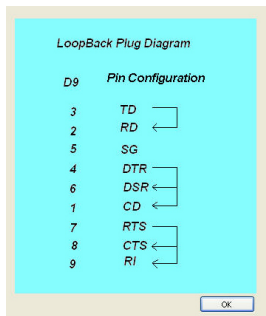 LoopBack Plug Diagram
D9 Pin Configuration
3 TD
2 RD
5 SG
4 DTR
6 DSR
1 CD
7 RTS
8 CTS
9 RI
OK